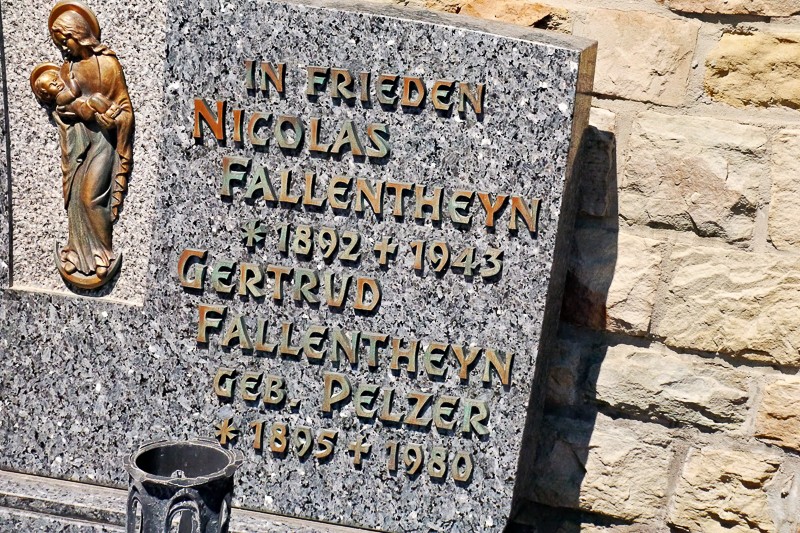 IN FRIEDEN
NICOLAS
FALLENTHEYN
* 1892 + 1943
GERTRUD
FALLENTHEYN
GEB. PELZER
* 1895 + 1980